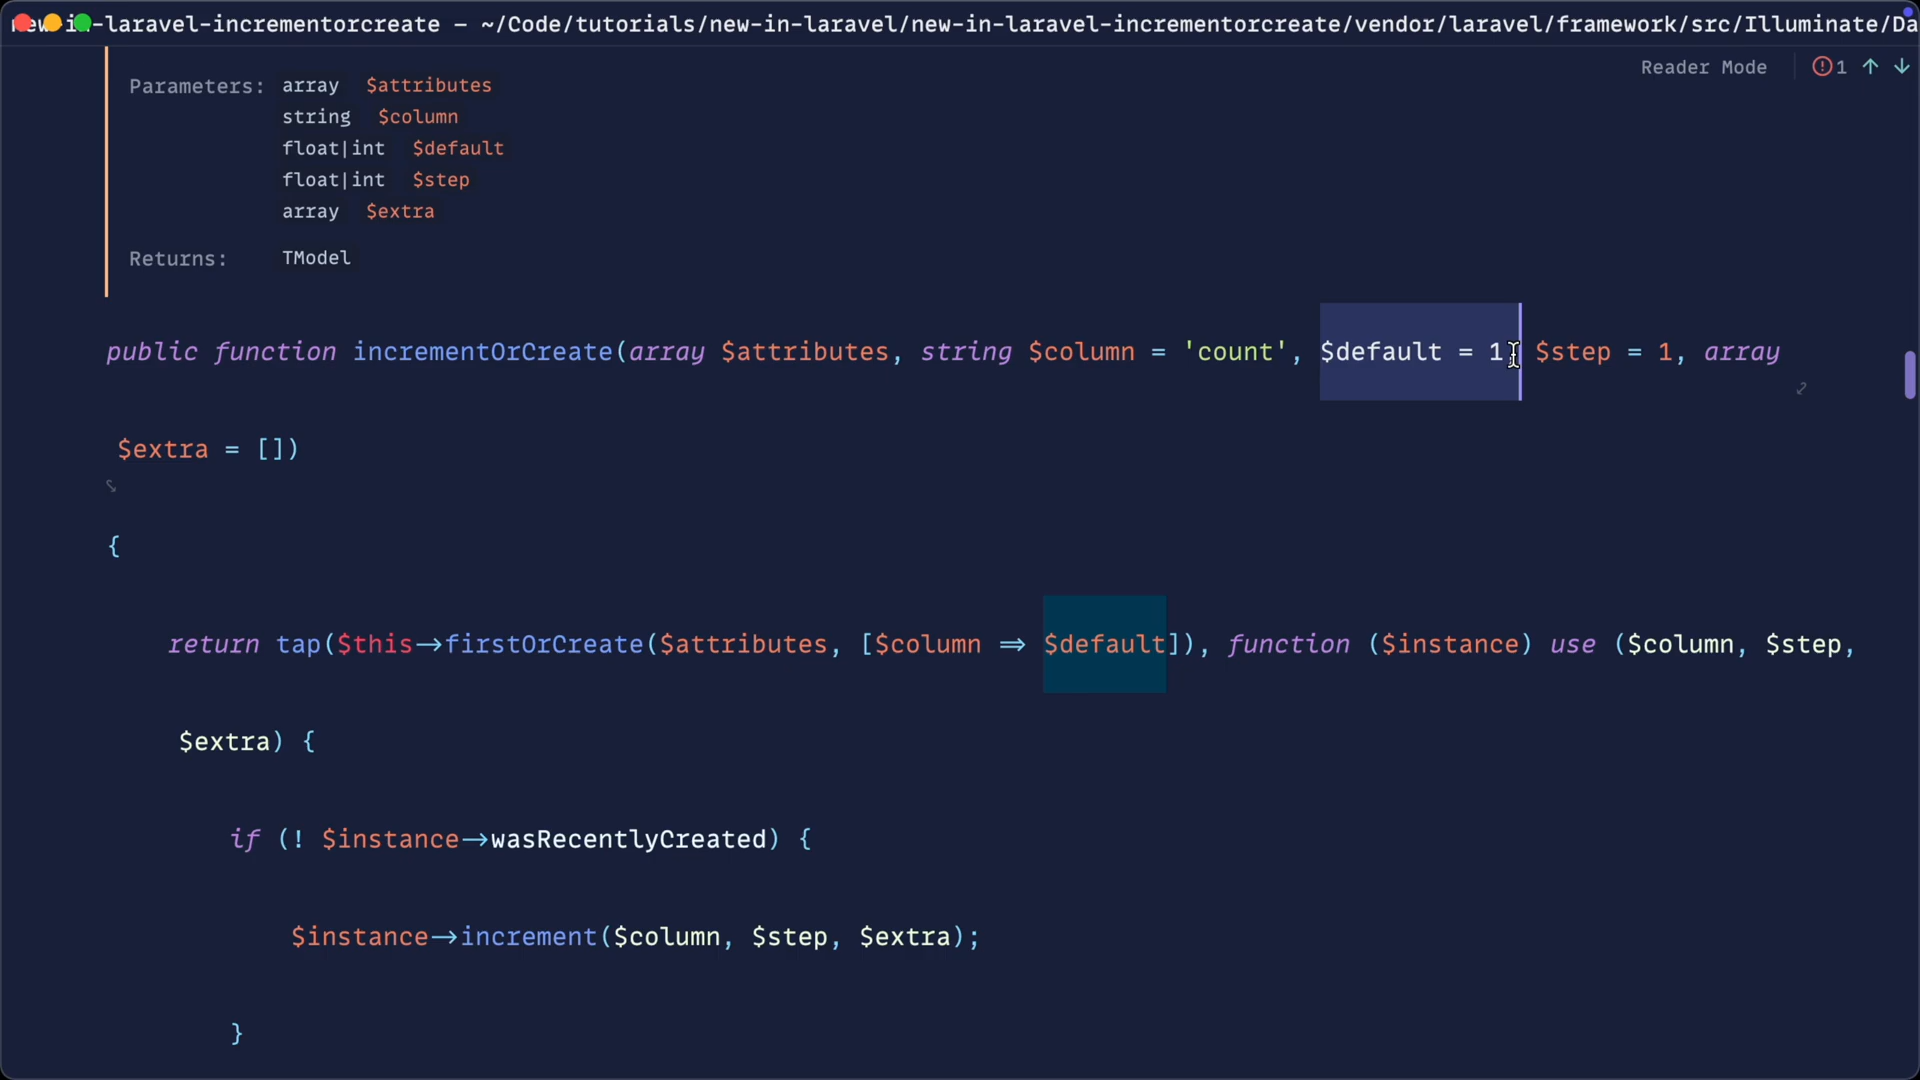 new-in-laravel-incrementorcreate – ~/Code/tutorials/new-in-laravel/new-in-laravel-incrementorcreate/vendor/laravel/framework/src/Illuminate/Da
Reader Mode 1
Parameters: array $attributes
string $column
float|int $default
float|int $step
array $extra
Returns: TModel
public function incrementOrCreate(array $attributes, string $column = 'count', $default = 1, $step = 1, array
$extra = [])
{
return tap($this->firstOrCreate($attributes, [$column => $default]), function ($instance) use ($column, $step,
$extra) {
if (! $instance->wasRecentlyCreated) {
$instance->increment($column, $step, $extra);
}